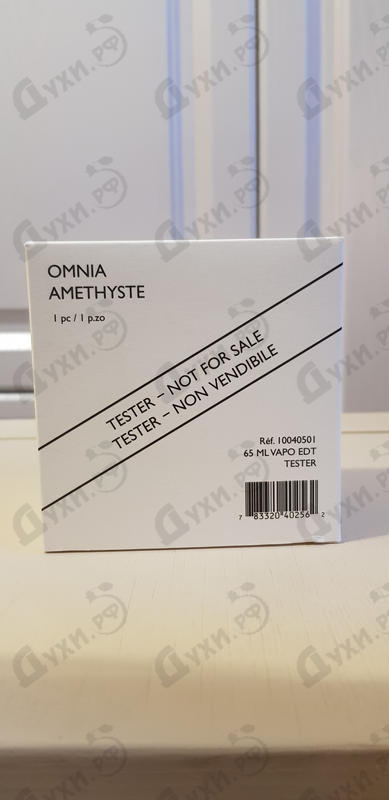 OMNIA
AMETHYSTE
1 pc / 1 p.zo
TESTER – NOT FOR SALE
TESTER – NON VENDIBILE
Réf. 10040501
65 ML VAPO EDT
TESTER
7 83320 40256 2
Духи.рф